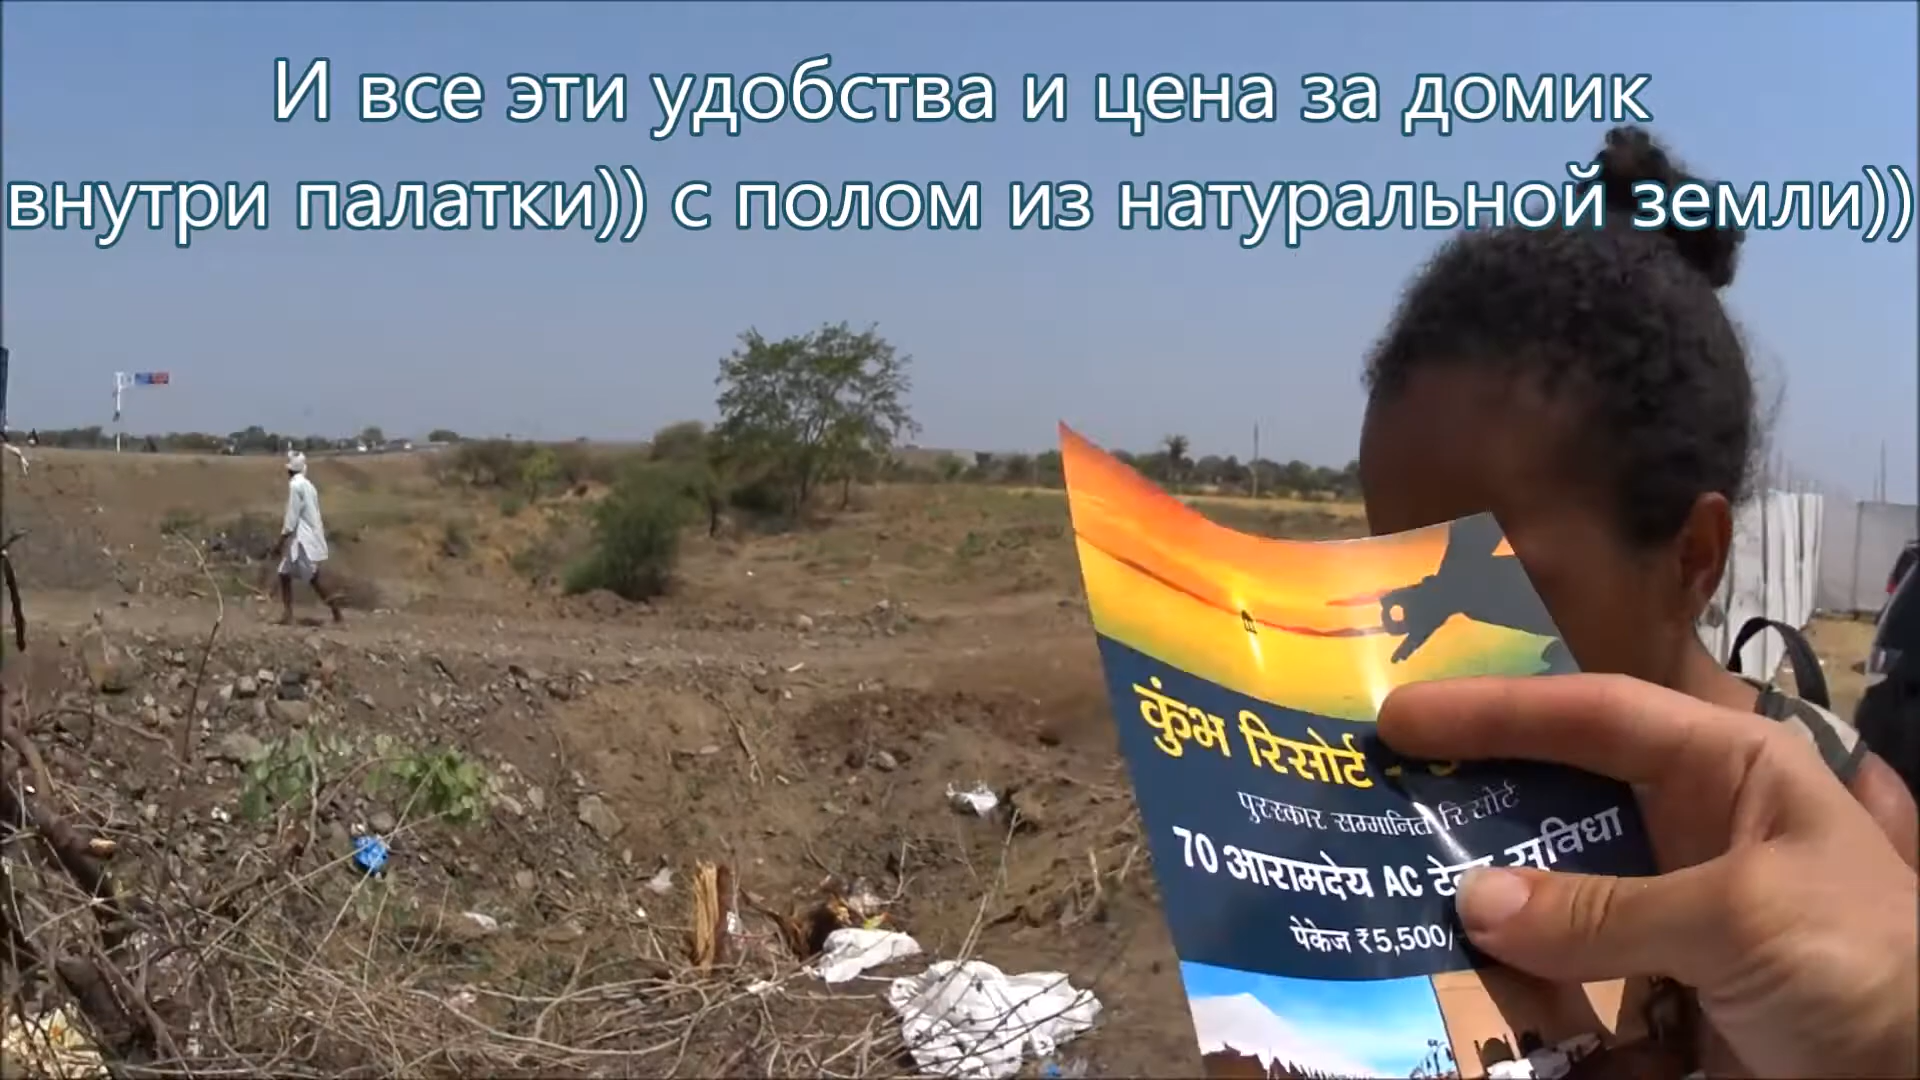 И все эти удобства и цена за домик
внутри палатки)) с полом из натуральной земли))
कुंभ रिसोर्ट -
पुरस्कार सम्मानित रिसोर्ट
70 आरामदेय AC सुविधा
पेकेज ₹5,500/-